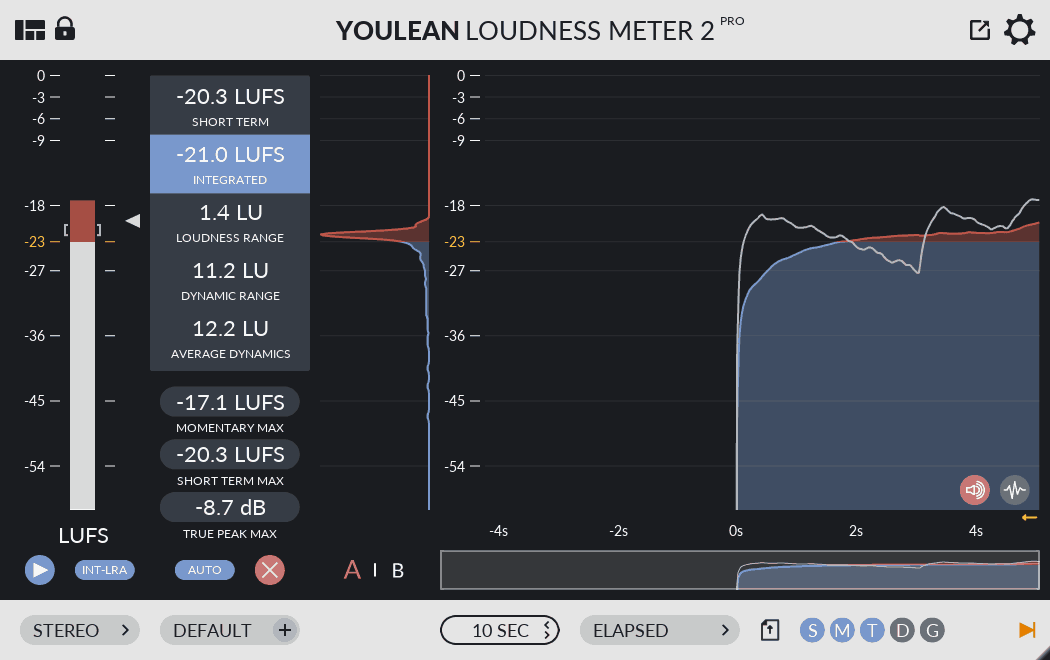 YOULEAN LOUDNESS METER 2 PRO
0
-3
-6
-9
-18
-23
-27
-36
-45
-54
LUFS
-20.3 LUFS
SHORT TERM
-21.0 LUFS
INTEGRATED
1.4 LU
LOUDNESS RANGE
11.2 LU
DYNAMIC RANGE
12.2 LU
AVERAGE DYNAMICS
-17.1 LUFS
MOMENTARY MAX
-20.3 LUFS
SHORT TERM MAX
-8.7 dB
TRUE PEAK MAX
0
-3
-6
-9
-18
-23
-27
-36
-45
-54
-4s -2s 0s 2s 4s
INT-LRA AUTO A I B
STEREO DEFAULT 10 SEC ELAPSED S M T D G